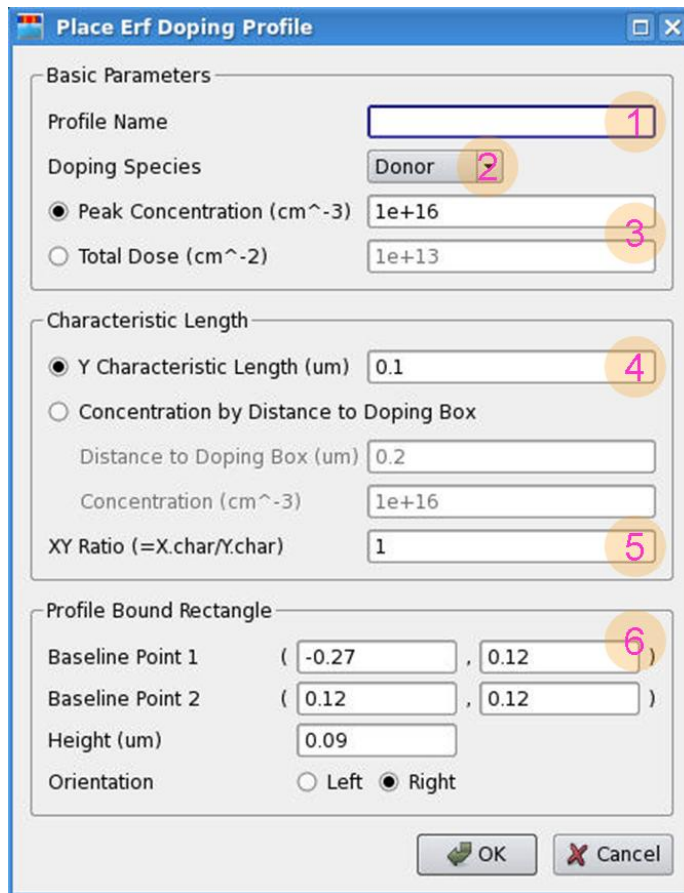 Place Erf Doping Profile
Basic Parameters
Profile Name 1
Doping Species Donor 2
Peak Concentration (cm^-3) 1e+16
3
Total Dose (cm^-2) 1e+13
Characteristic Length
Y Characteristic Length (um) 0.1 4
Concentration by Distance to Doping Box
Distance to Doping Box (um) 0.2
Concentration (cm^-3) 1e+16
XY Ratio (=X.char/Y.char) 1 5
Profile Bound Rectangle
6
Baseline Point 1 ( -0.27 , 0.12 )
Baseline Point 2 ( 0.12 , 0.12 )
Height (um) 0.09
Orientation Left Right
OK Cancel